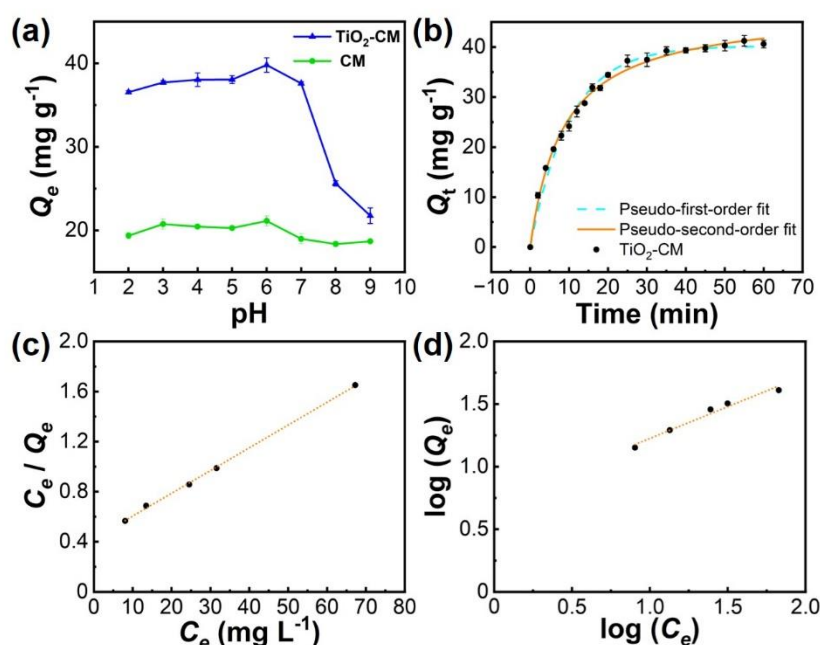 (a)
TiO₂-CM
CM
Qe (mg g⁻¹)
40
30
20
10
1 2 3 4 5 6 7 8 9 10
pH
(b)
Qt (mg g⁻¹)
40
30
20
10
0
Pseudo-first-order fit
Pseudo-second-order fit
TiO₂-CM
−10 0 10 20 30 40 50 60 70
Time (min)
(c)
Ce / Qe
2.0
1.6
1.2
0.8
0.4
0
0 10 20 30 40 50 60 70 80
Ce (mg L⁻¹)
(d)
log (Qe)
2.0
1.5
1.0
0.5
0
0 0.5 1.0 1.5 2.0
log (Ce)